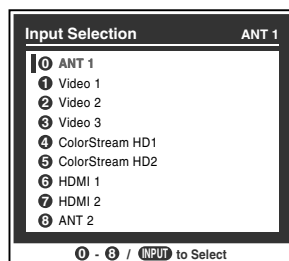 Input Selection ANT 1
0 ANT 1
1 Video 1
2 Video 2
3 Video 3
4 ColorStream HD1
5 ColorStream HD2
6 HDMI 1
7 HDMI 2
8 ANT 2
0 - 8 / INPUT to Select